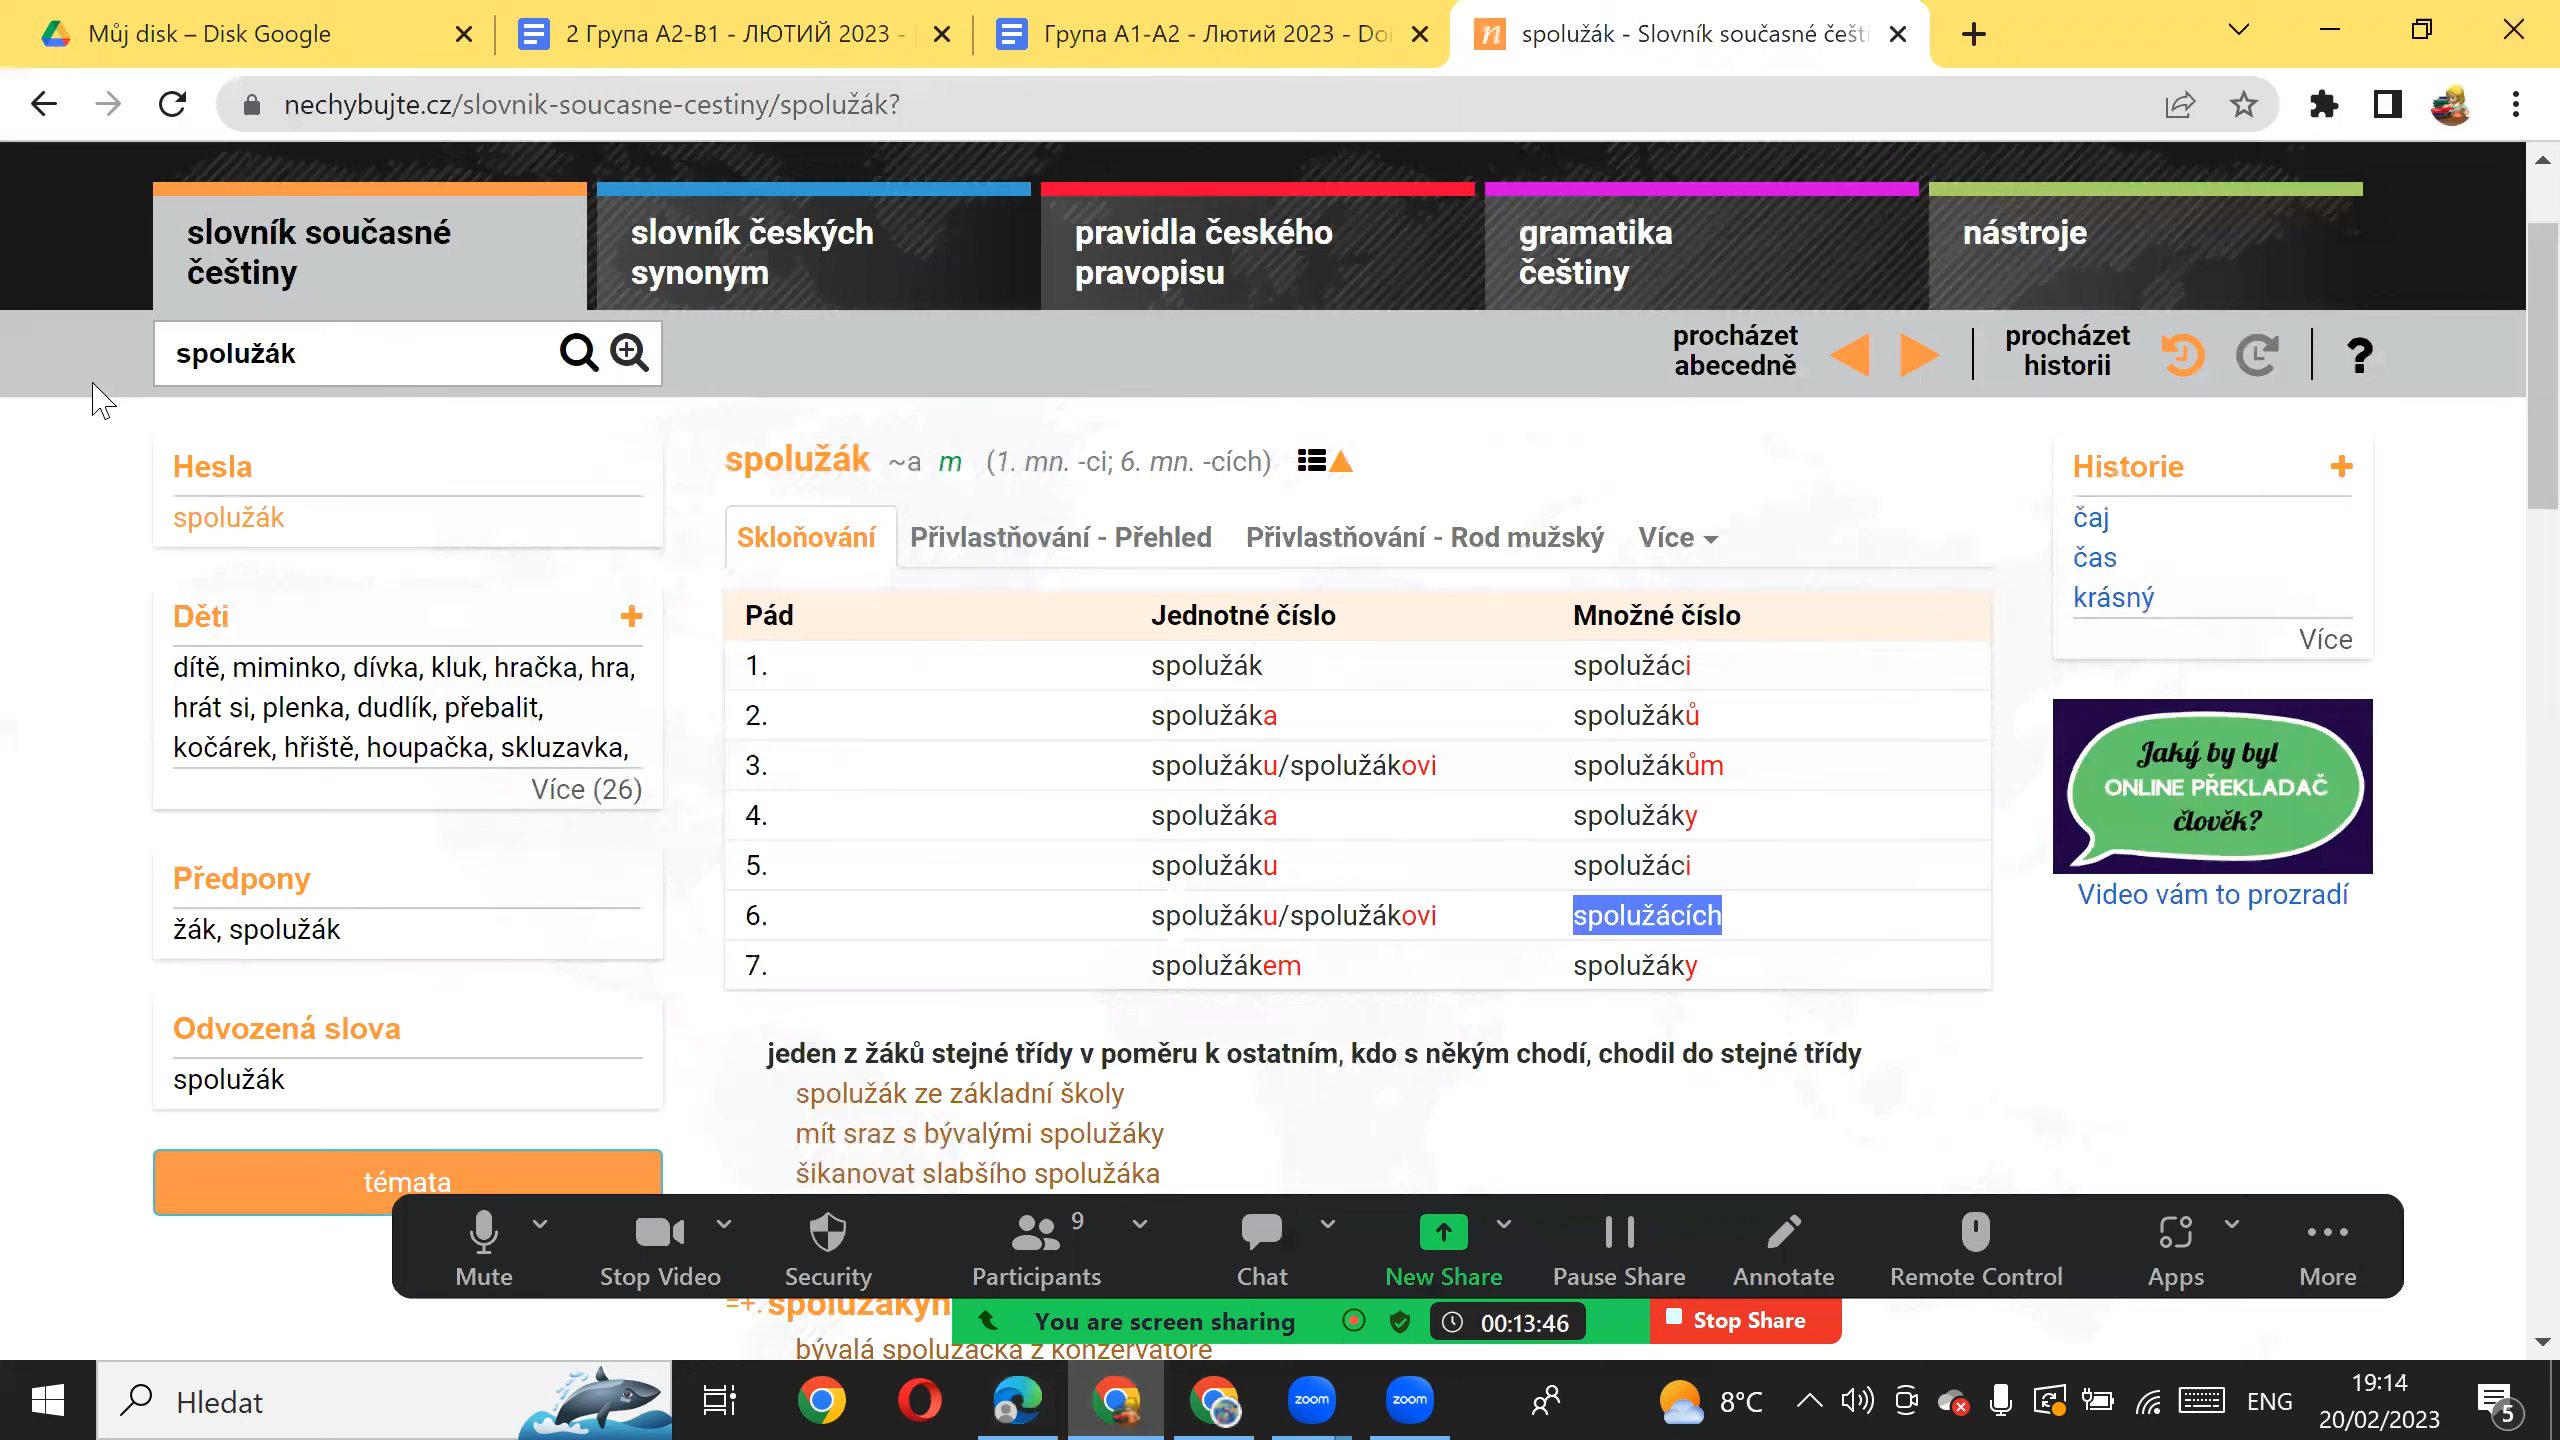 Můj disk – Disk Google
2 Група A2-B1 - ЛЮТИЙ 2023 -
Група A1-A2 - Лютий 2023 - Do
spolužák - Slovník současné češt
nechybujte.cz/slovnik-soucasne-cestiny/spolužák?
slovník současné
češtiny
slovník českých
synonym
pravidla českého
pravopisu
gramatika
češtiny
nástroje
spolužák
procházet
abecedně
procházet
historii
?
Hesla
spolužák
Děti
dítě, miminko, dívka, kluk, hračka, hra,
hrát si, plenka, dudlík, přebalit,
kočárek, hřiště, houpačka, skluzavka,
Více (26)
Předpony
žák, spolužák
Odvozená slova
spolužák
témata
spolužák ~a m (1. mn. -ci; 6. mn. -cích)
Skloňování Přivlastňování - Přehled Přivlastňování - Rod mužský Více
Pád Jednotné číslo Množné číslo
1. spolužák spolužáci
2. spolužáka spolužáků
3. spolužáku/spolužákovi spolužákům
4. spolužáka spolužáky
5. spolužáku spolužáci
6. spolužáku/spolužákovi spolužácích
7. spolužákem spolužáky
jeden z žáků stejné třídy v poměru k ostatním, kdo s někým chodí, chodil do stejné třídy
spolužák ze základní školy
mít sraz s bývalými spolužáky
šikanovat slabšího spolužáka
bývalá spolužačka z konzervatoře
Historie
čaj
čas
krásný
Více
Jaký by byl
ONLINE PŘEKLADAČ
člověk?
Video vám to prozradí
Mute
Stop Video
Security
9
Participants
Chat
New Share
Pause Share
Annotate
Remote Control
Apps
More
You are screen sharing
00:13:46
Stop Share
Hledat
zoom
zoom
8°C
ENG
19:14
20/02/2023
5